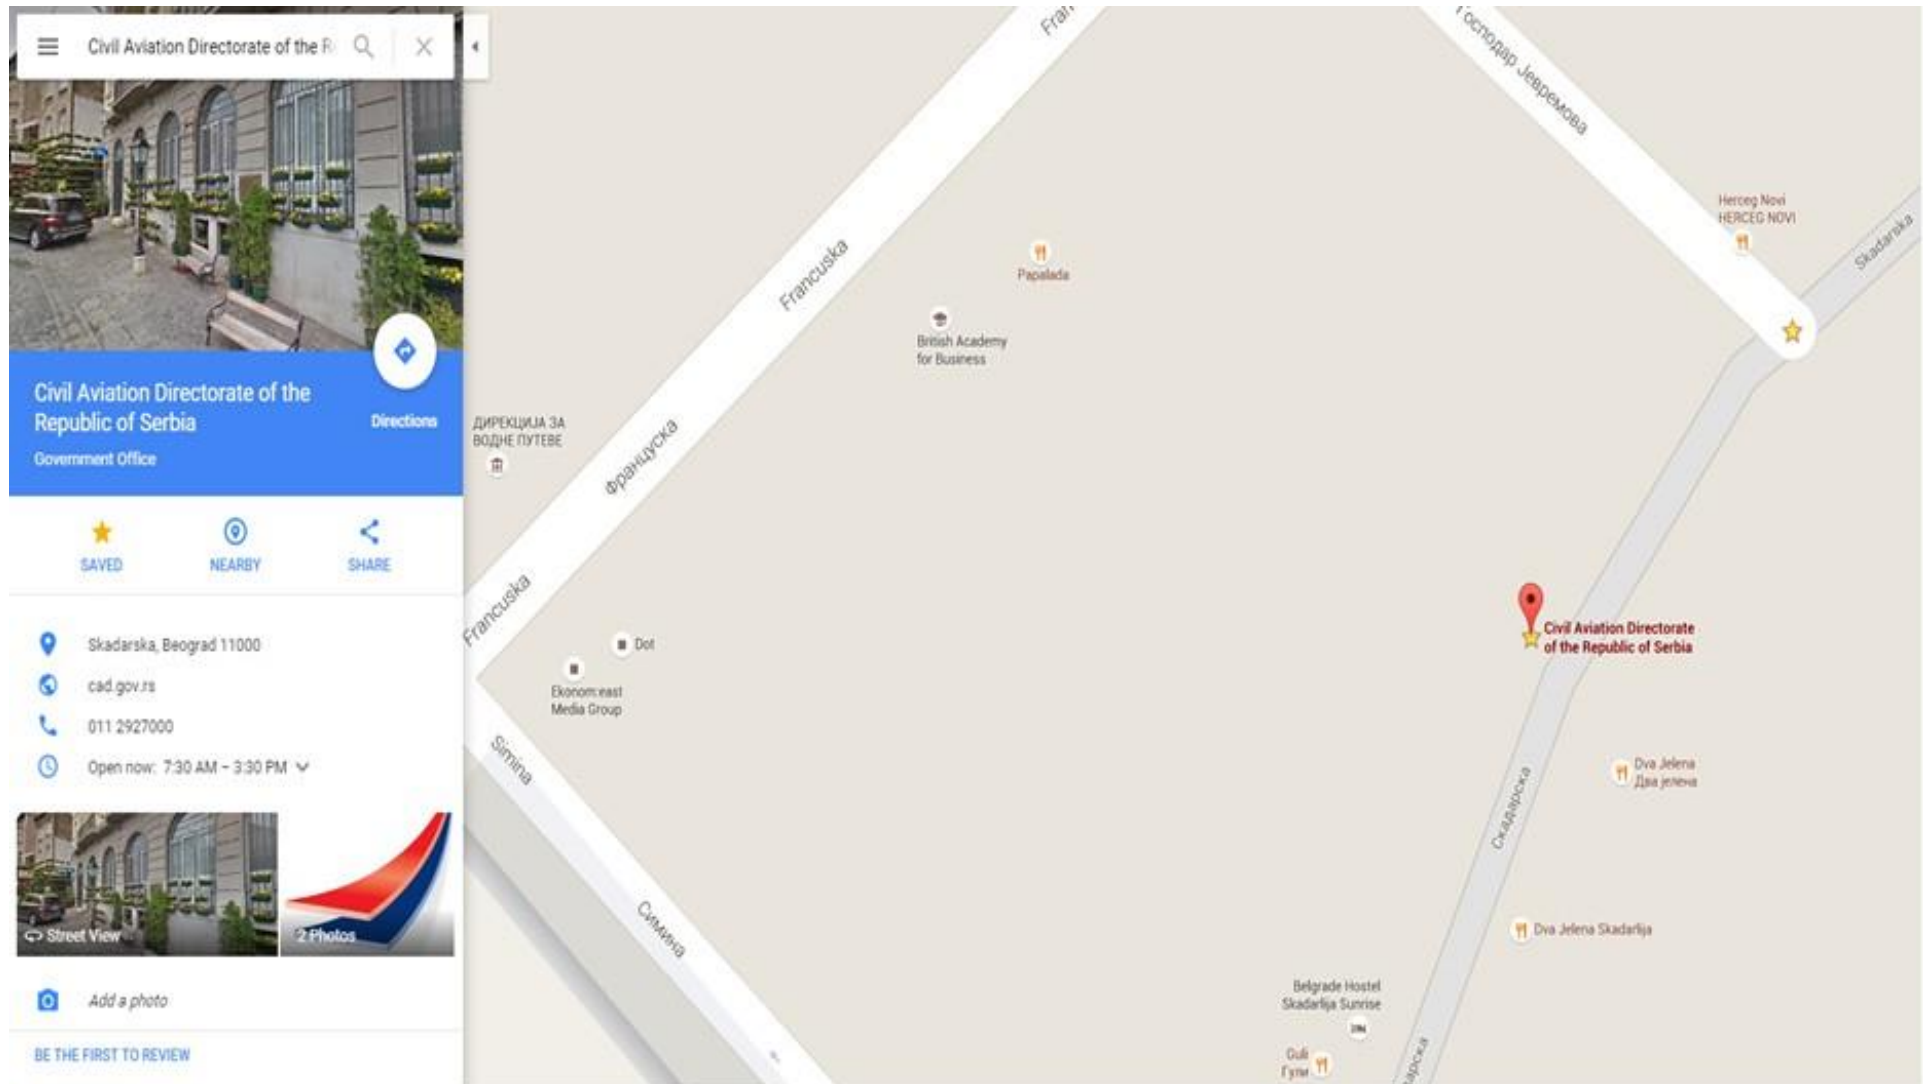 Civil Aviation Directorate of the R
Civil Aviation Directorate of the
Republic of Serbia
Government Office
Directions
SAVED
NEARBY
SHARE
Skadarska, Beograd 11000
cad.gov.rs
011 2927000
Open now: 7:30 AM – 3:30 PM
Street View
2 Photos
Add a photo
BE THE FIRST TO REVIEW
Fran
Господар Јевремова
Herceg Novi
HERCEG NOVI
Skadarska
Francuska
Papalada
British Academy
for Business
ДИРЕКЦИЈА ЗА
ВОДНЕ ПУТЕВЕ
Француска
Francuska
Dot
Ekonom:east
Media Group
Civil Aviation Directorate
of the Republic of Serbia
Simina
Dva Jelena
Два јелена
Скадарска
Симина
Dva Jelena Skadarlija
Belgrade Hostel
Skadarlija Sunrise
Guli
Гули
дарска